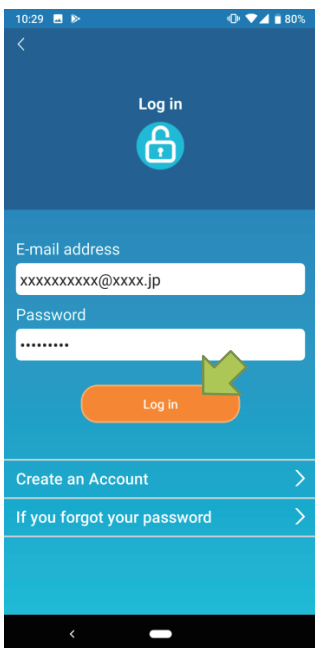 10:29 80%
Log in
E-mail address
xxxxxxxxxx@xxxx.jp
Password
•••••••••
Log in
Create an Account
If you forgot your password